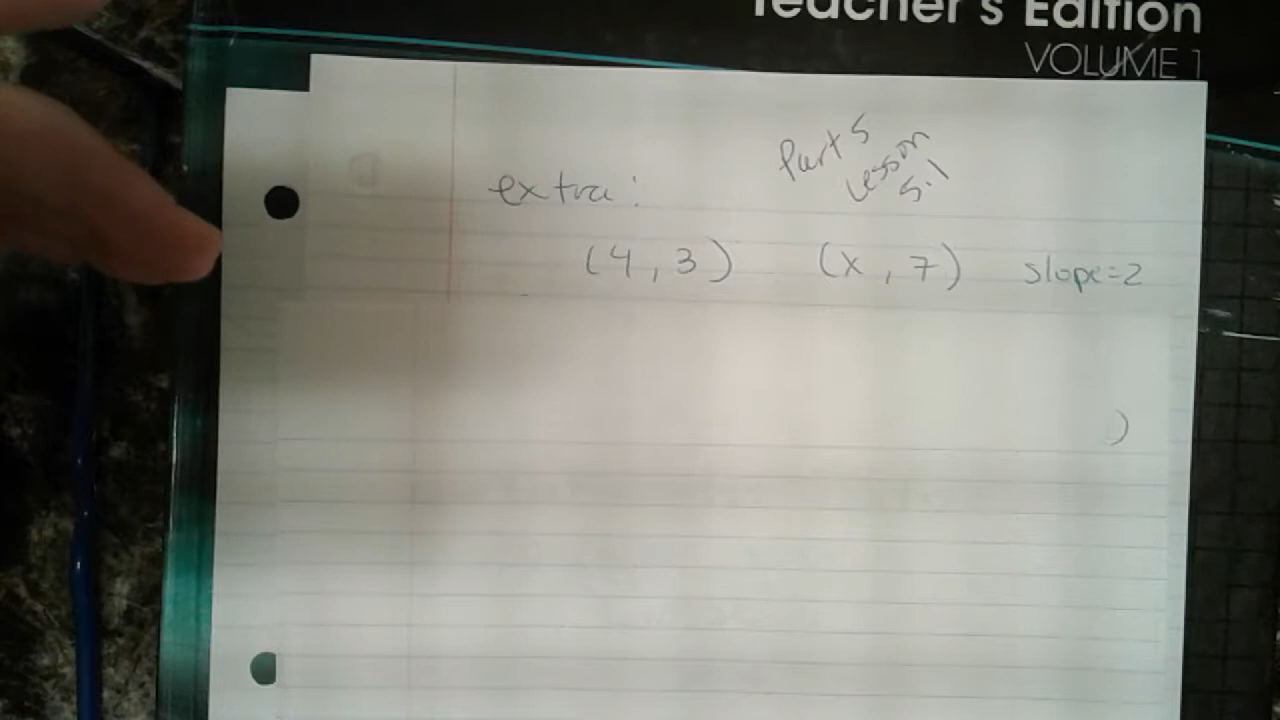 Teacher's Edition
VOLUME 1
Part 5
Lesson
5.1
extra:
(4,3) (x,7) slope=2
)